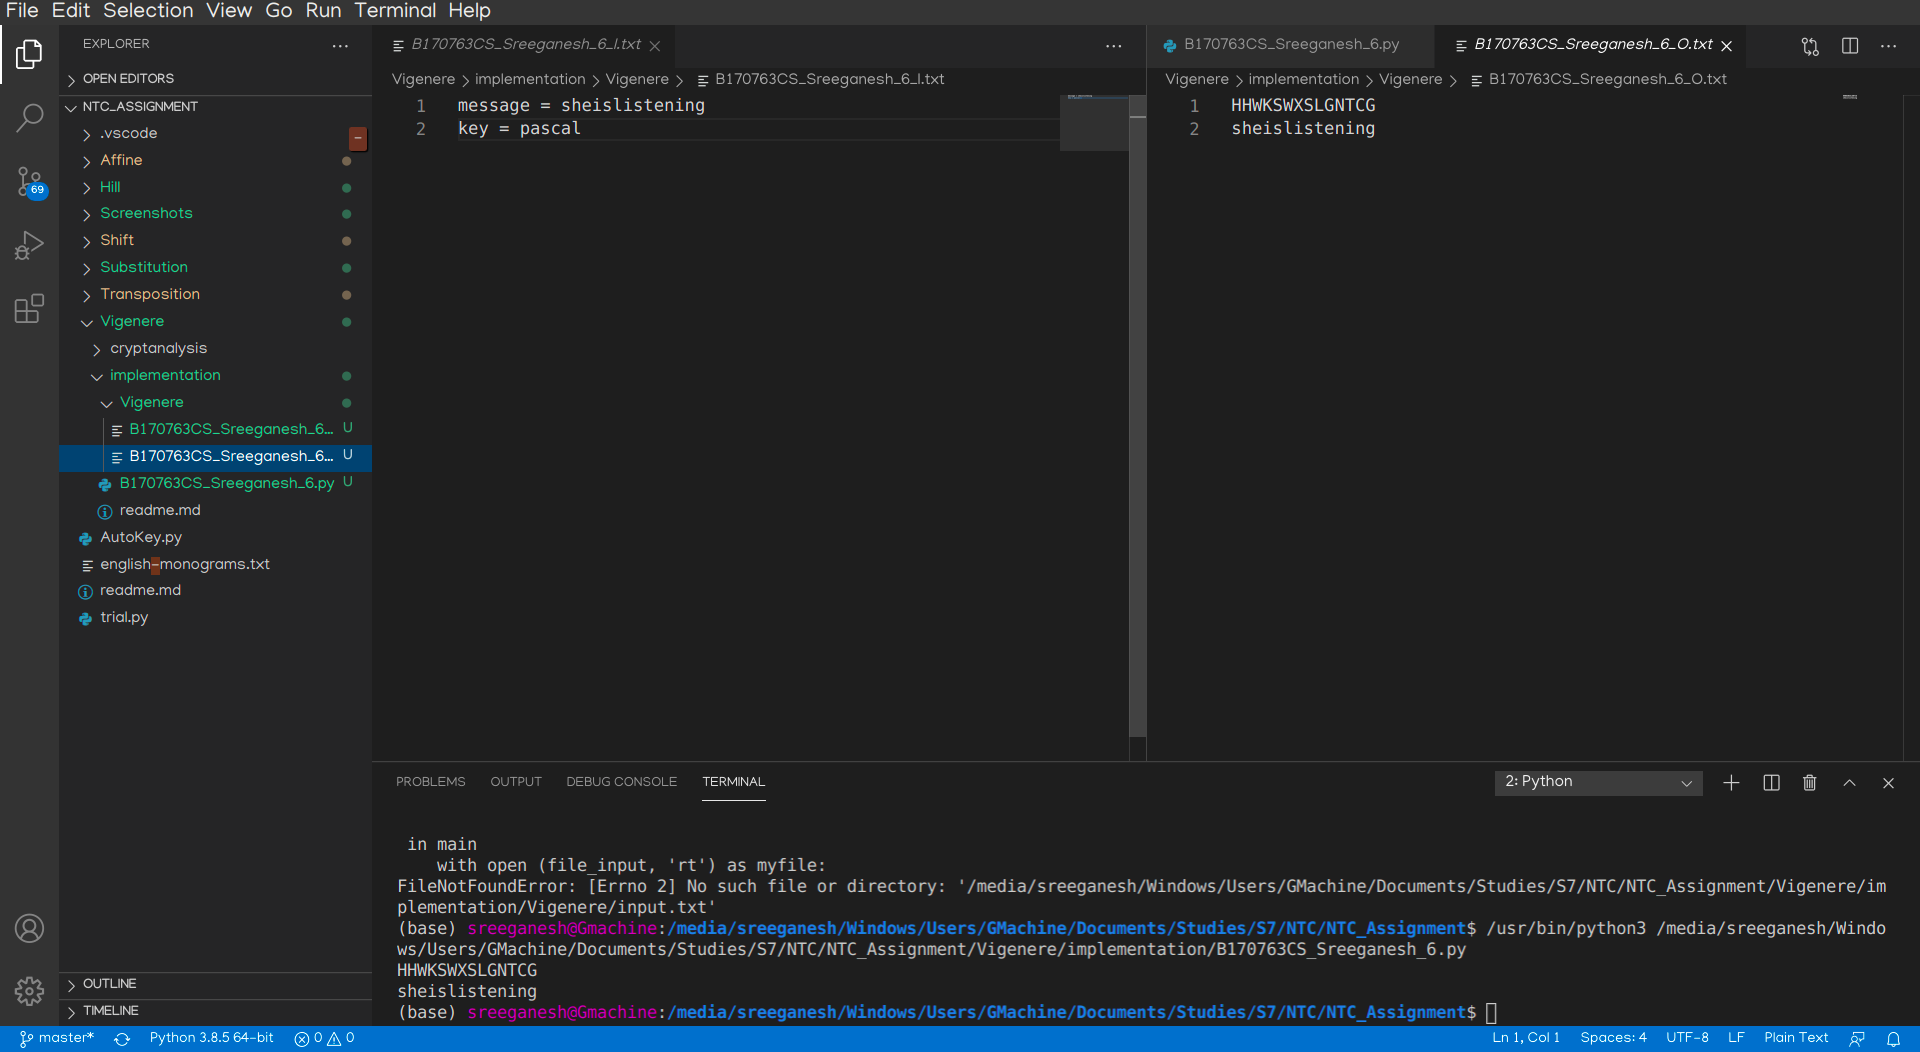 File Edit Selection View Go Run Terminal Help
EXPLORER
OPEN EDITORS
NTC_ASSIGNMENT
.vscode
Affine
Hill
Screenshots
Shift
Substitution
Transposition
Vigenere
cryptanalysis
implementation
Vigenere
B170763CS_Sreeganesh_6... U
B170763CS_Sreeganesh_6... U
B170763CS_Sreeganesh_6.py U
readme.md
AutoKey.py
english-monograms.txt
readme.md
trial.py
OUTLINE
TIMELINE
69
B170763CS_Sreeganesh_6_I.txt
Vigenere > implementation > Vigenere > B170763CS_Sreeganesh_6_I.txt
1 message = sheislistening
2 key = pascal
B170763CS_Sreeganesh_6.py B170763CS_Sreeganesh_6_O.txt
Vigenere > implementation > Vigenere > B170763CS_Sreeganesh_6_O.txt
1 HHWKSWXSLGNTCG
2 sheislistening
PROBLEMS OUTPUT DEBUG CONSOLE TERMINAL
2: Python
in main
with open (file_input, 'rt') as myfile:
FileNotFoundError: [Errno 2] No such file or directory: '/media/sreeganesh/Windows/Users/GMachine/Documents/Studies/S7/NTC/NTC_Assignment/Vigenere/im
plementation/Vigenere/input.txt'
(base) sreeganesh@Gmachine:/media/sreeganesh/Windows/Users/GMachine/Documents/Studies/S7/NTC/NTC_Assignment$ /usr/bin/python3 /media/sreeganesh/Windo
ws/Users/GMachine/Documents/Studies/S7/NTC/NTC_Assignment/Vigenere/implementation/B170763CS_Sreeganesh_6.py
HHWKSWXSLGNTCG
sheislistening
(base) sreeganesh@Gmachine:/media/sreeganesh/Windows/Users/GMachine/Documents/Studies/S7/NTC/NTC_Assignment$
master* Python 3.8.5 64-bit 0 0 Ln 1, Col 1 Spaces: 4 UTF-8 LF Plain Text